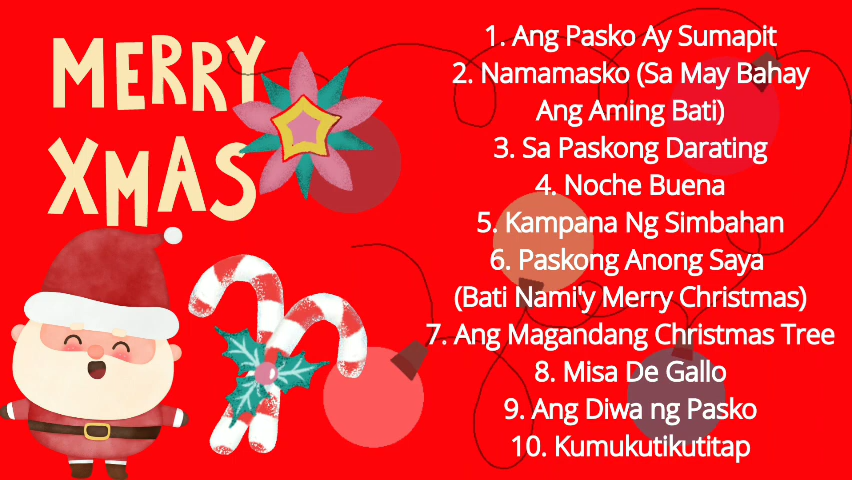 MERRY
XMAS
1. Ang Pasko Ay Sumapit
2. Namamasko (Sa May Bahay
Ang Aming Bati)
3. Sa Paskong Darating
4. Noche Buena
5. Kampana Ng Simbahan
6. Paskong Anong Saya
(Bati Nami'y Merry Christmas)
7. Ang Magandang Christmas Tree
8. Misa De Gallo
9. Ang Diwa ng Pasko
10. Kumukutikutitap